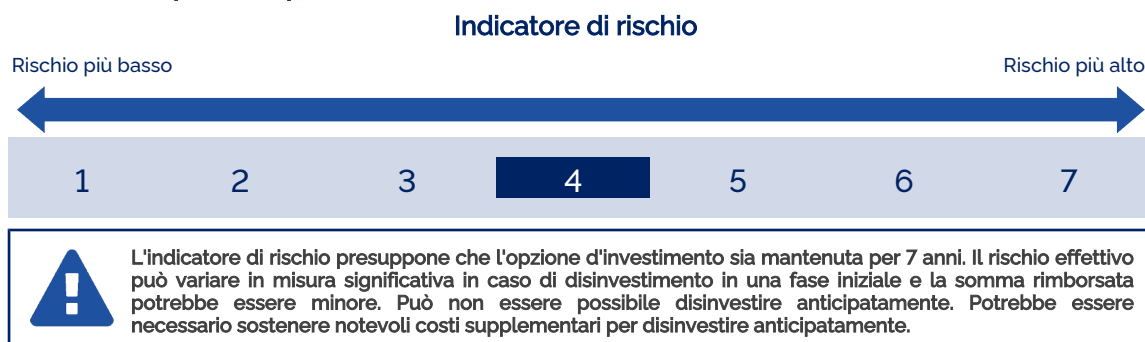 Indicatore di rischio
Rischio più basso
Rischio più alto
1 2 3 4 5 6 7
L'indicatore di rischio presuppone che l'opzione d'investimento sia mantenuta per 7 anni. Il rischio effettivo
può variare in misura significativa in caso di disinvestimento in una fase iniziale e la somma rimborsata
potrebbe essere minore. Può non essere possibile disinvestire anticipatamente. Potrebbe essere
necessario sostenere notevoli costi supplementari per disinvestire anticipatamente.